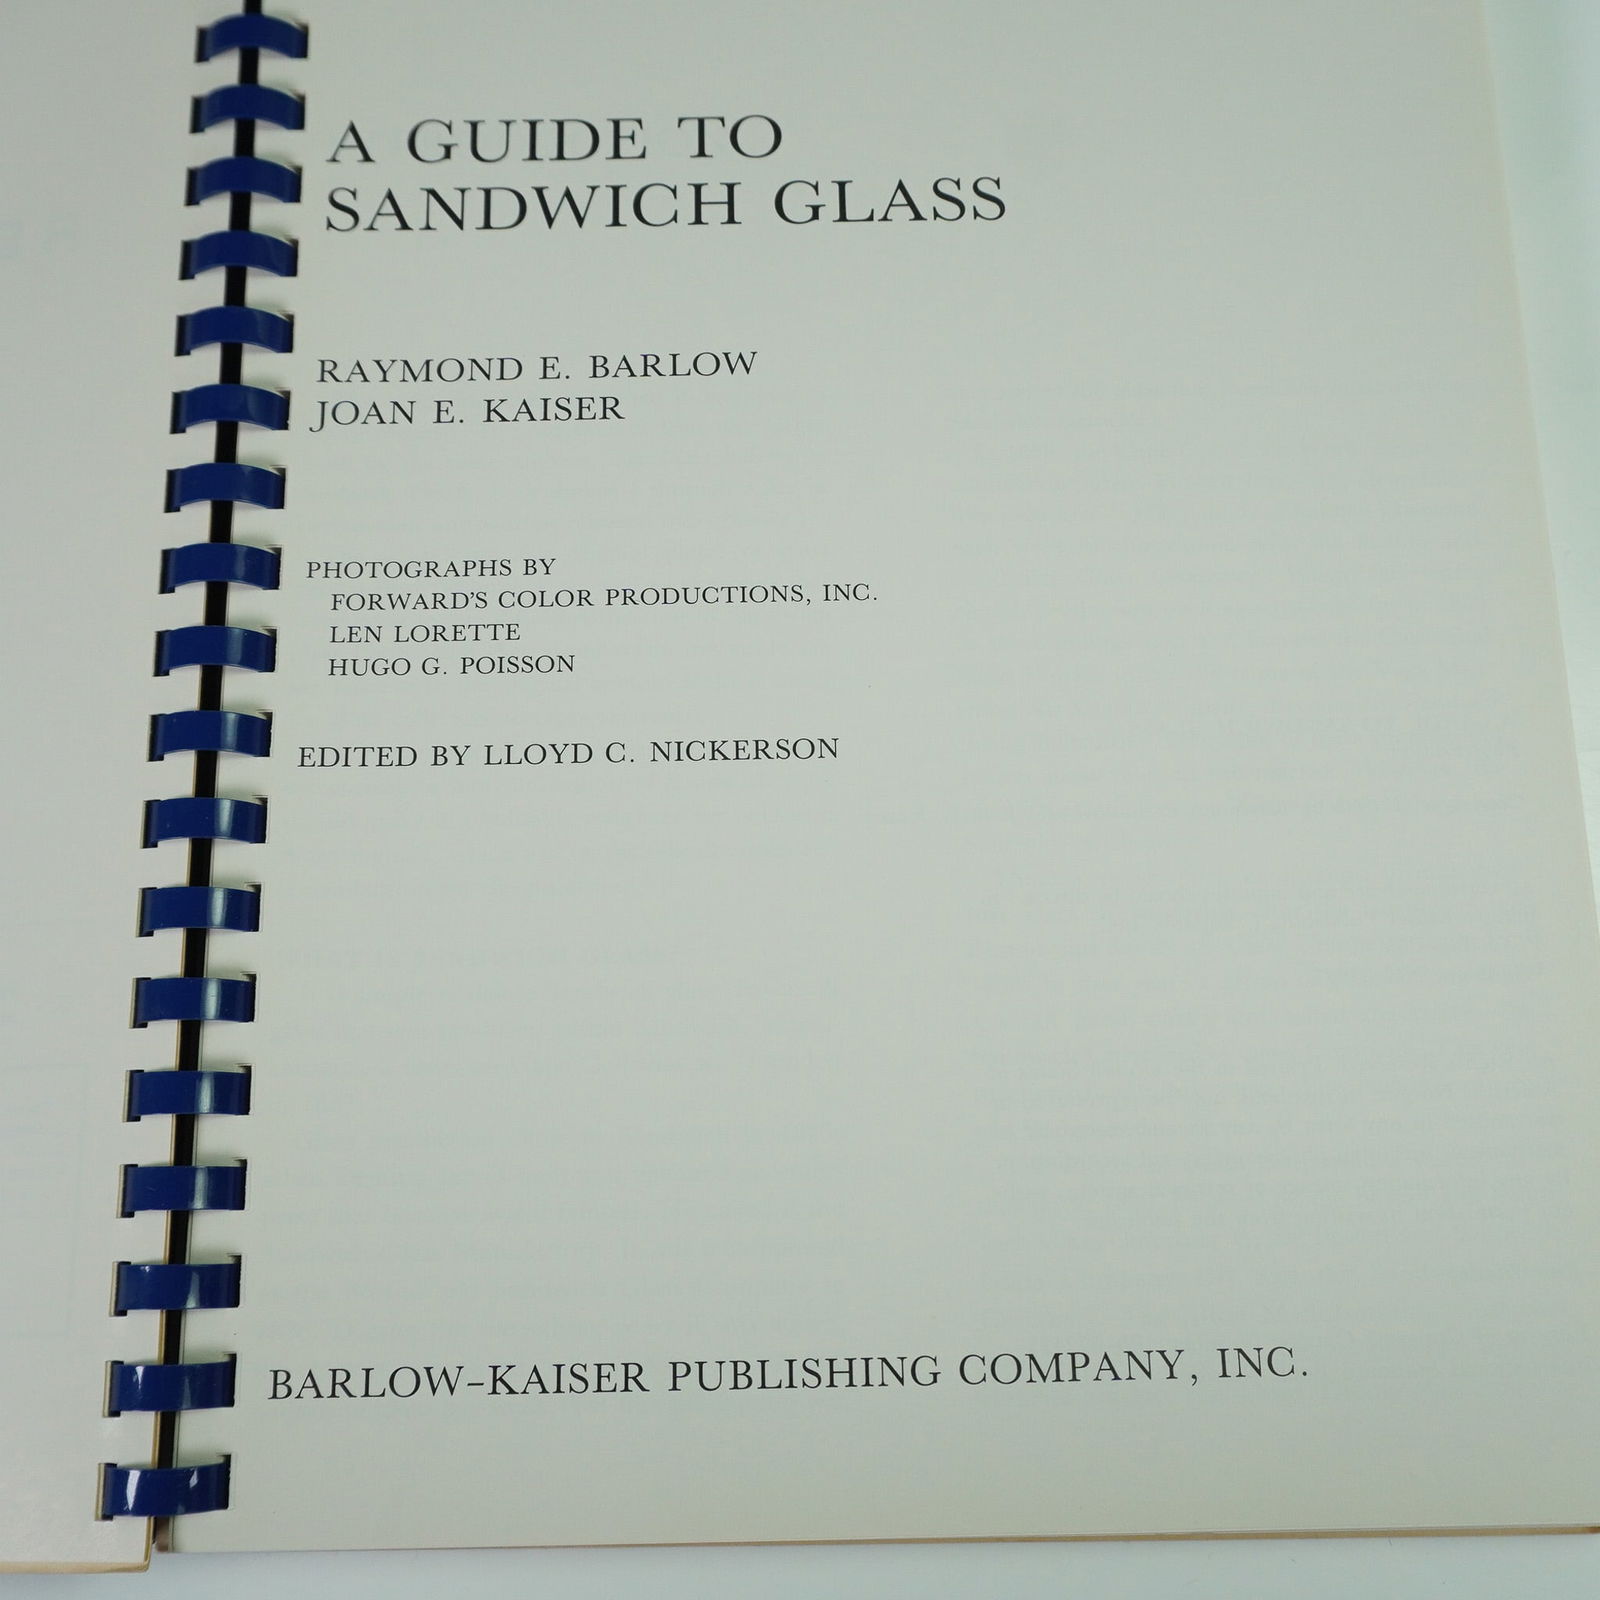 A GUIDE TO
SANDWICH GLASS
RAYMOND E. BARLOW
JOAN E. KAISER
PHOTOGRAPHS BY
FORWARD'S COLOR PRODUCTIONS, INC.
LEN LORETTE
HUGO G. POISSON
EDITED BY LLOYD C. NICKERSON
BARLOW-KAISER PUBLISHING COMPANY, INC.